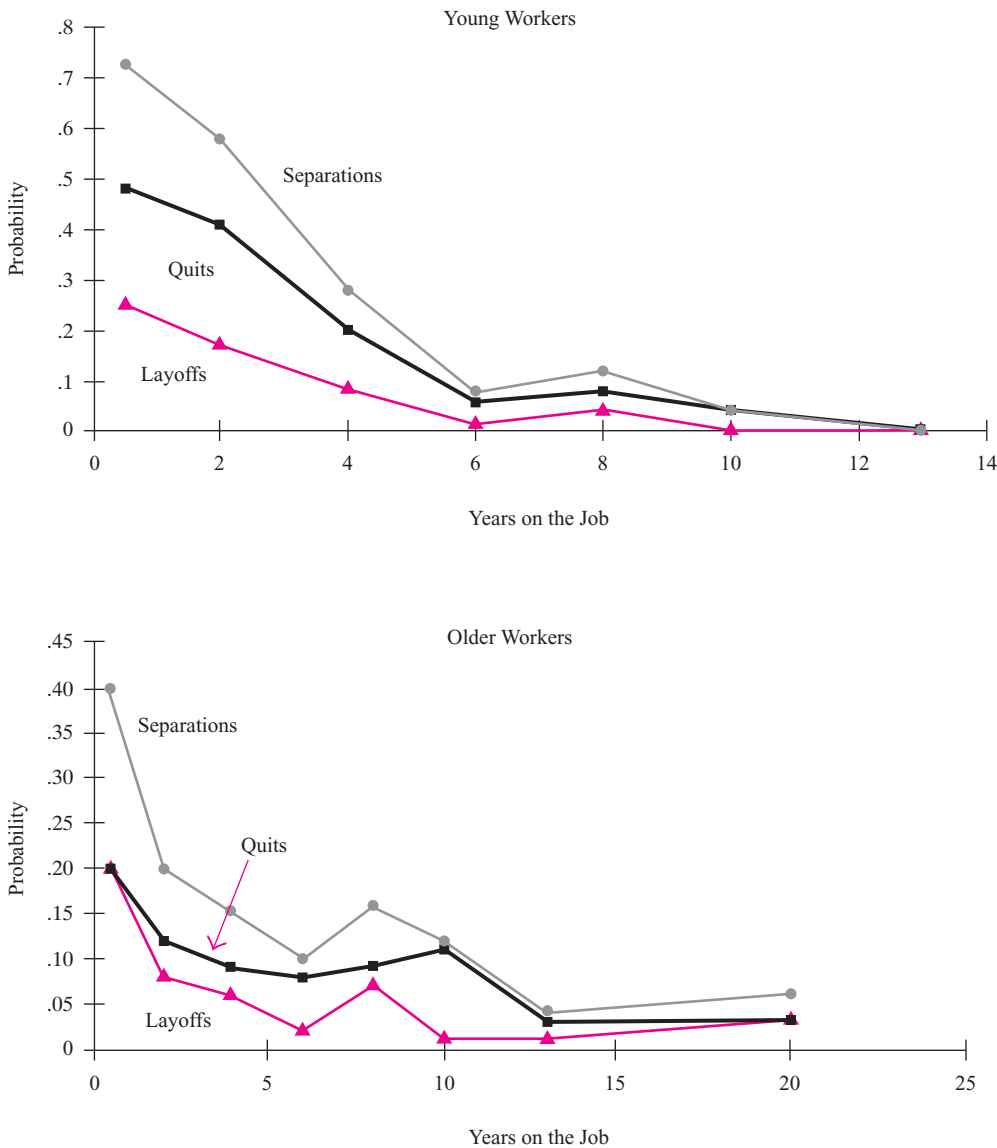 Young Workers
.8
.7
.6
.5
.4
.3
.2
.1
0
Probability
Separations
Quits
Layoffs
0 2 4 6 8 10 12 14
Years on the Job
Older Workers
.45
.40
.35
.30
.25
.20
.15
.10
.05
0
Probability
Separations
Quits
Layoffs
0 5 10 15 20 25
Years on the Job